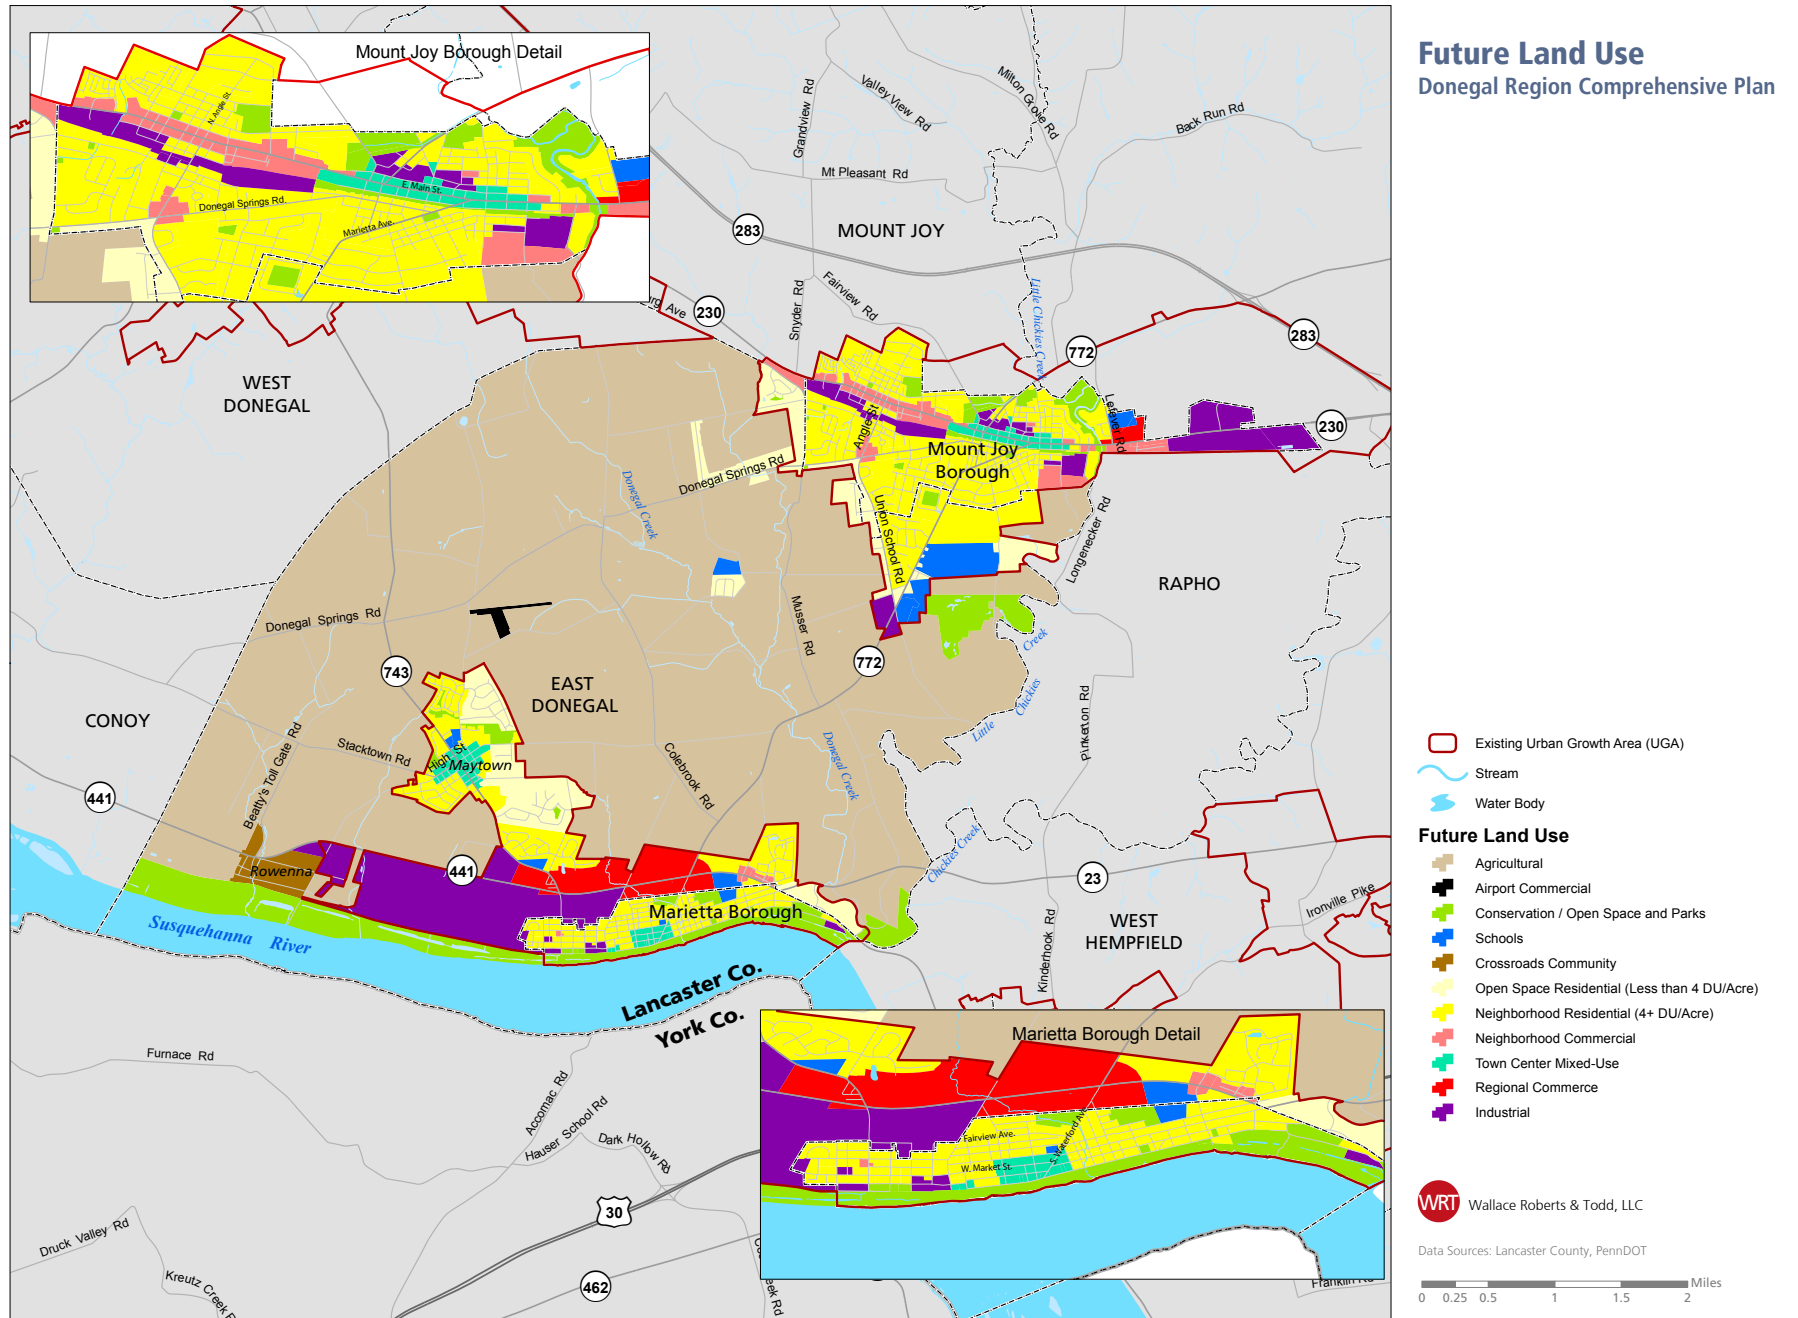 Future Land Use
Donegal Region Comprehensive Plan
Mount Joy Borough Detail
N. Angle St.
E. Main St.
Donegal Springs Rd.
Marietta Ave.
Grandview Rd
Valley View Rd
Milton Grove Rd
Back Run Rd
Mt Pleasant Rd
283
MOUNT JOY
Snyder Rd
Fairview Rd
Little Chickies Creek
230
772
283
WEST
DONEGAL
Angle St
Lefever Rd
230
Mount Joy
Borough
Donegal Springs Rd
Donegal Creek
Union School Rd
Longenecker Rd
RAPHO
Donegal Springs Rd
Musser Rd
743
772
Little Chickies Creek
EAST
DONEGAL
CONOY
Beatty's Toll Gate Rd
Stacktown Rd
High St
Maytown
Colebrook Rd
Donegal Creek
Pinkerton Rd
441
Chickies Creek
Rowenna
441
23
Marietta Borough
Ironville Pike
WEST
HEMPFIELD
Kinderhook Rd
Susquehanna River
Lancaster Co.
York Co.
Furnace Rd
Accomac Rd
Hauser School Rd
Dark Hollow Rd
30
Druck Valley Rd
Kreutz Creek
462
Marietta Borough Detail
Fairview Ave.
S. Waterford Ave.
W. Market St.
Franklin Rd
Existing Urban Growth Area (UGA)
Stream
Water Body
Future Land Use
Agricultural
Airport Commercial
Conservation / Open Space and Parks
Schools
Crossroads Community
Open Space Residential (Less than 4 DU/Acre)
Neighborhood Residential (4+ DU/Acre)
Neighborhood Commercial
Town Center Mixed-Use
Regional Commerce
Industrial
WRT
Wallace Roberts & Todd, LLC
Data Sources: Lancaster County, PennDOT
Miles
0 0.25 0.5 1 1.5 2